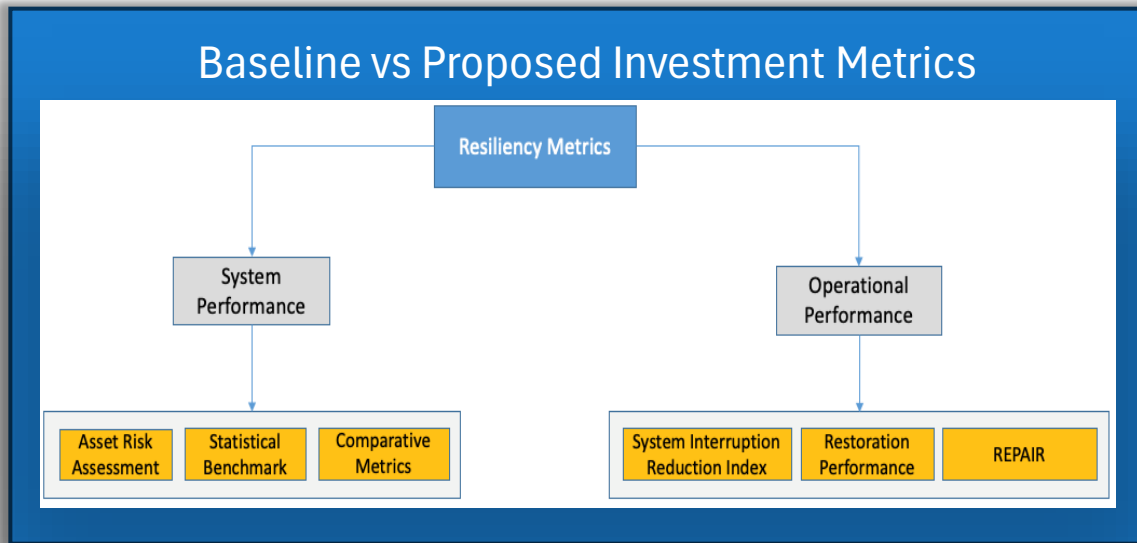 Baseline vs Proposed Investment Metrics
Resiliency Metrics
System
Performance
Operational
Performance
Asset Risk
Assessment
Statistical
Benchmark
Comparative
Metrics
System Interruption
Reduction Index
Restoration
Performance
REPAIR